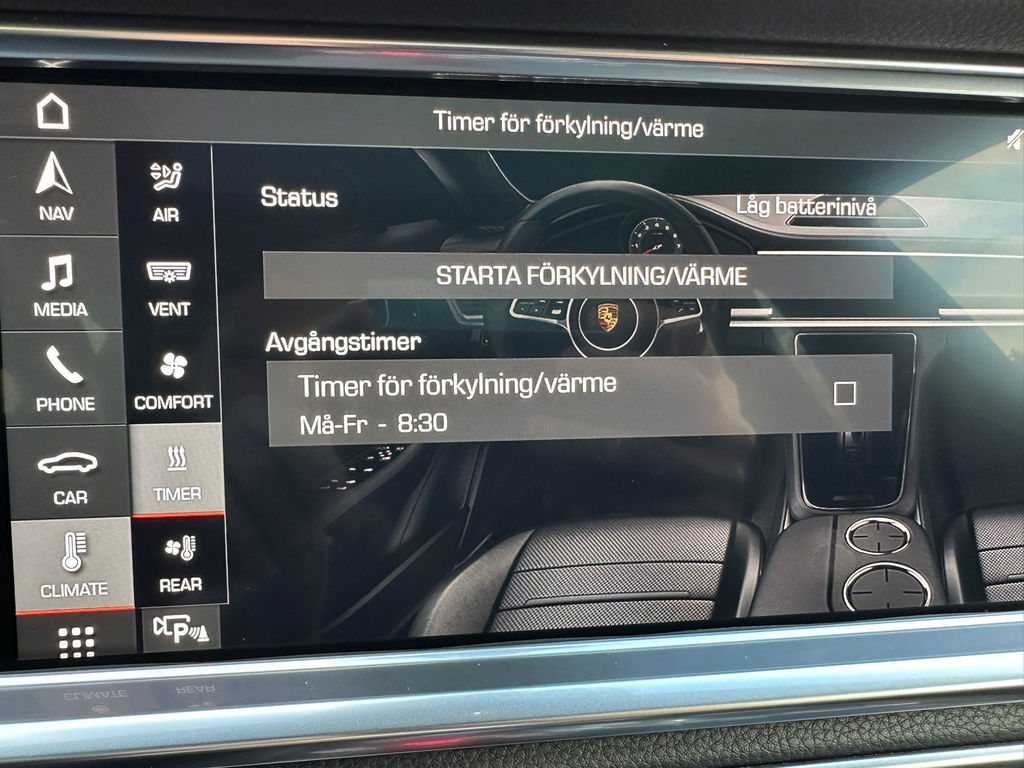 Timer för förkylning/värme
NAV
MEDIA
PHONE
CAR
CLIMATE
AIR
VENT
COMFORT
TIMER
REAR
Status
Låg batterinivå
STARTA FÖRKYLNING/VÄRME
Avgångstimer
Timer för förkylning/värme
Må-Fr - 8:30